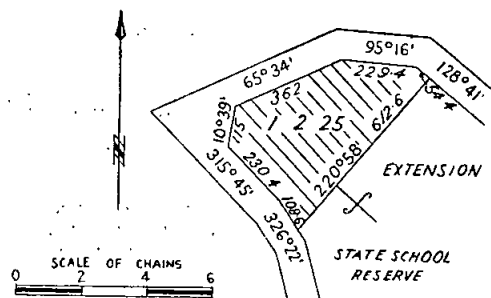 95°16'
65°34'
128°41'
229·4
362
54·4
10°39'
115
1 2 25
612·6
220°58'
315°45'
230·4
108·6
326°22'
EXTENSION
STATE SCHOOL
RESERVE
N
SCALE OF CHAINS
0 2 4 6